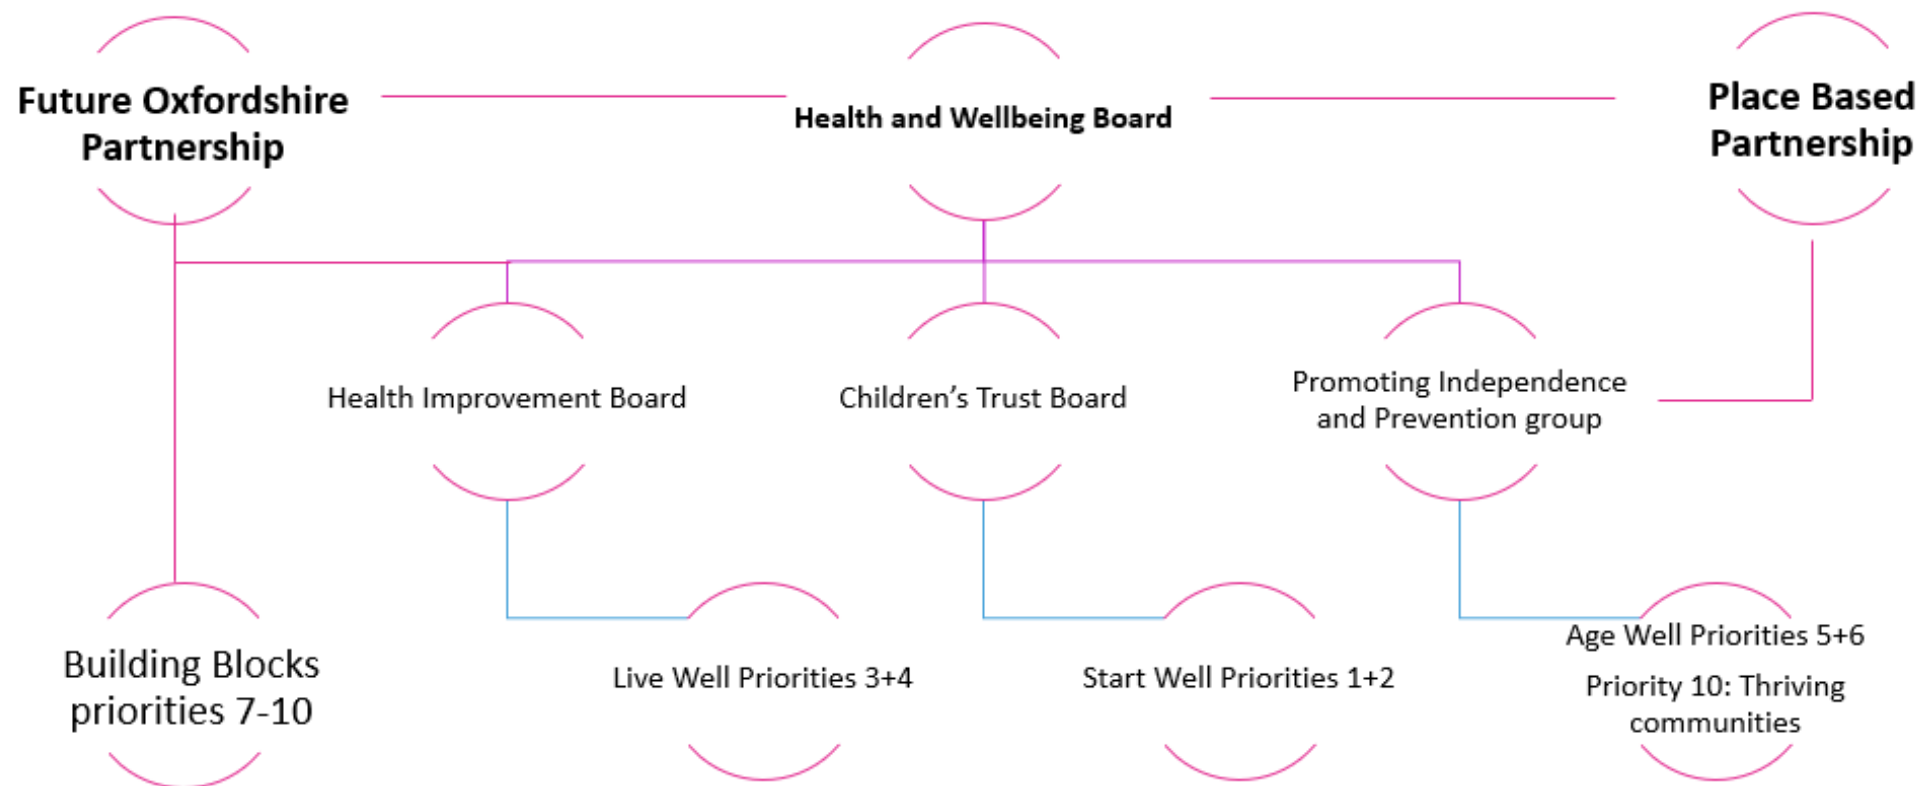 Future Oxfordshire
Partnership
Health and Wellbeing Board
Place Based
Partnership
Health Improvement Board
Children’s Trust Board
Promoting Independence
and Prevention group
Building Blocks
priorities 7-10
Live Well Priorities 3+4
Start Well Priorities 1+2
Age Well Priorities 5+6
Priority 10: Thriving
communities